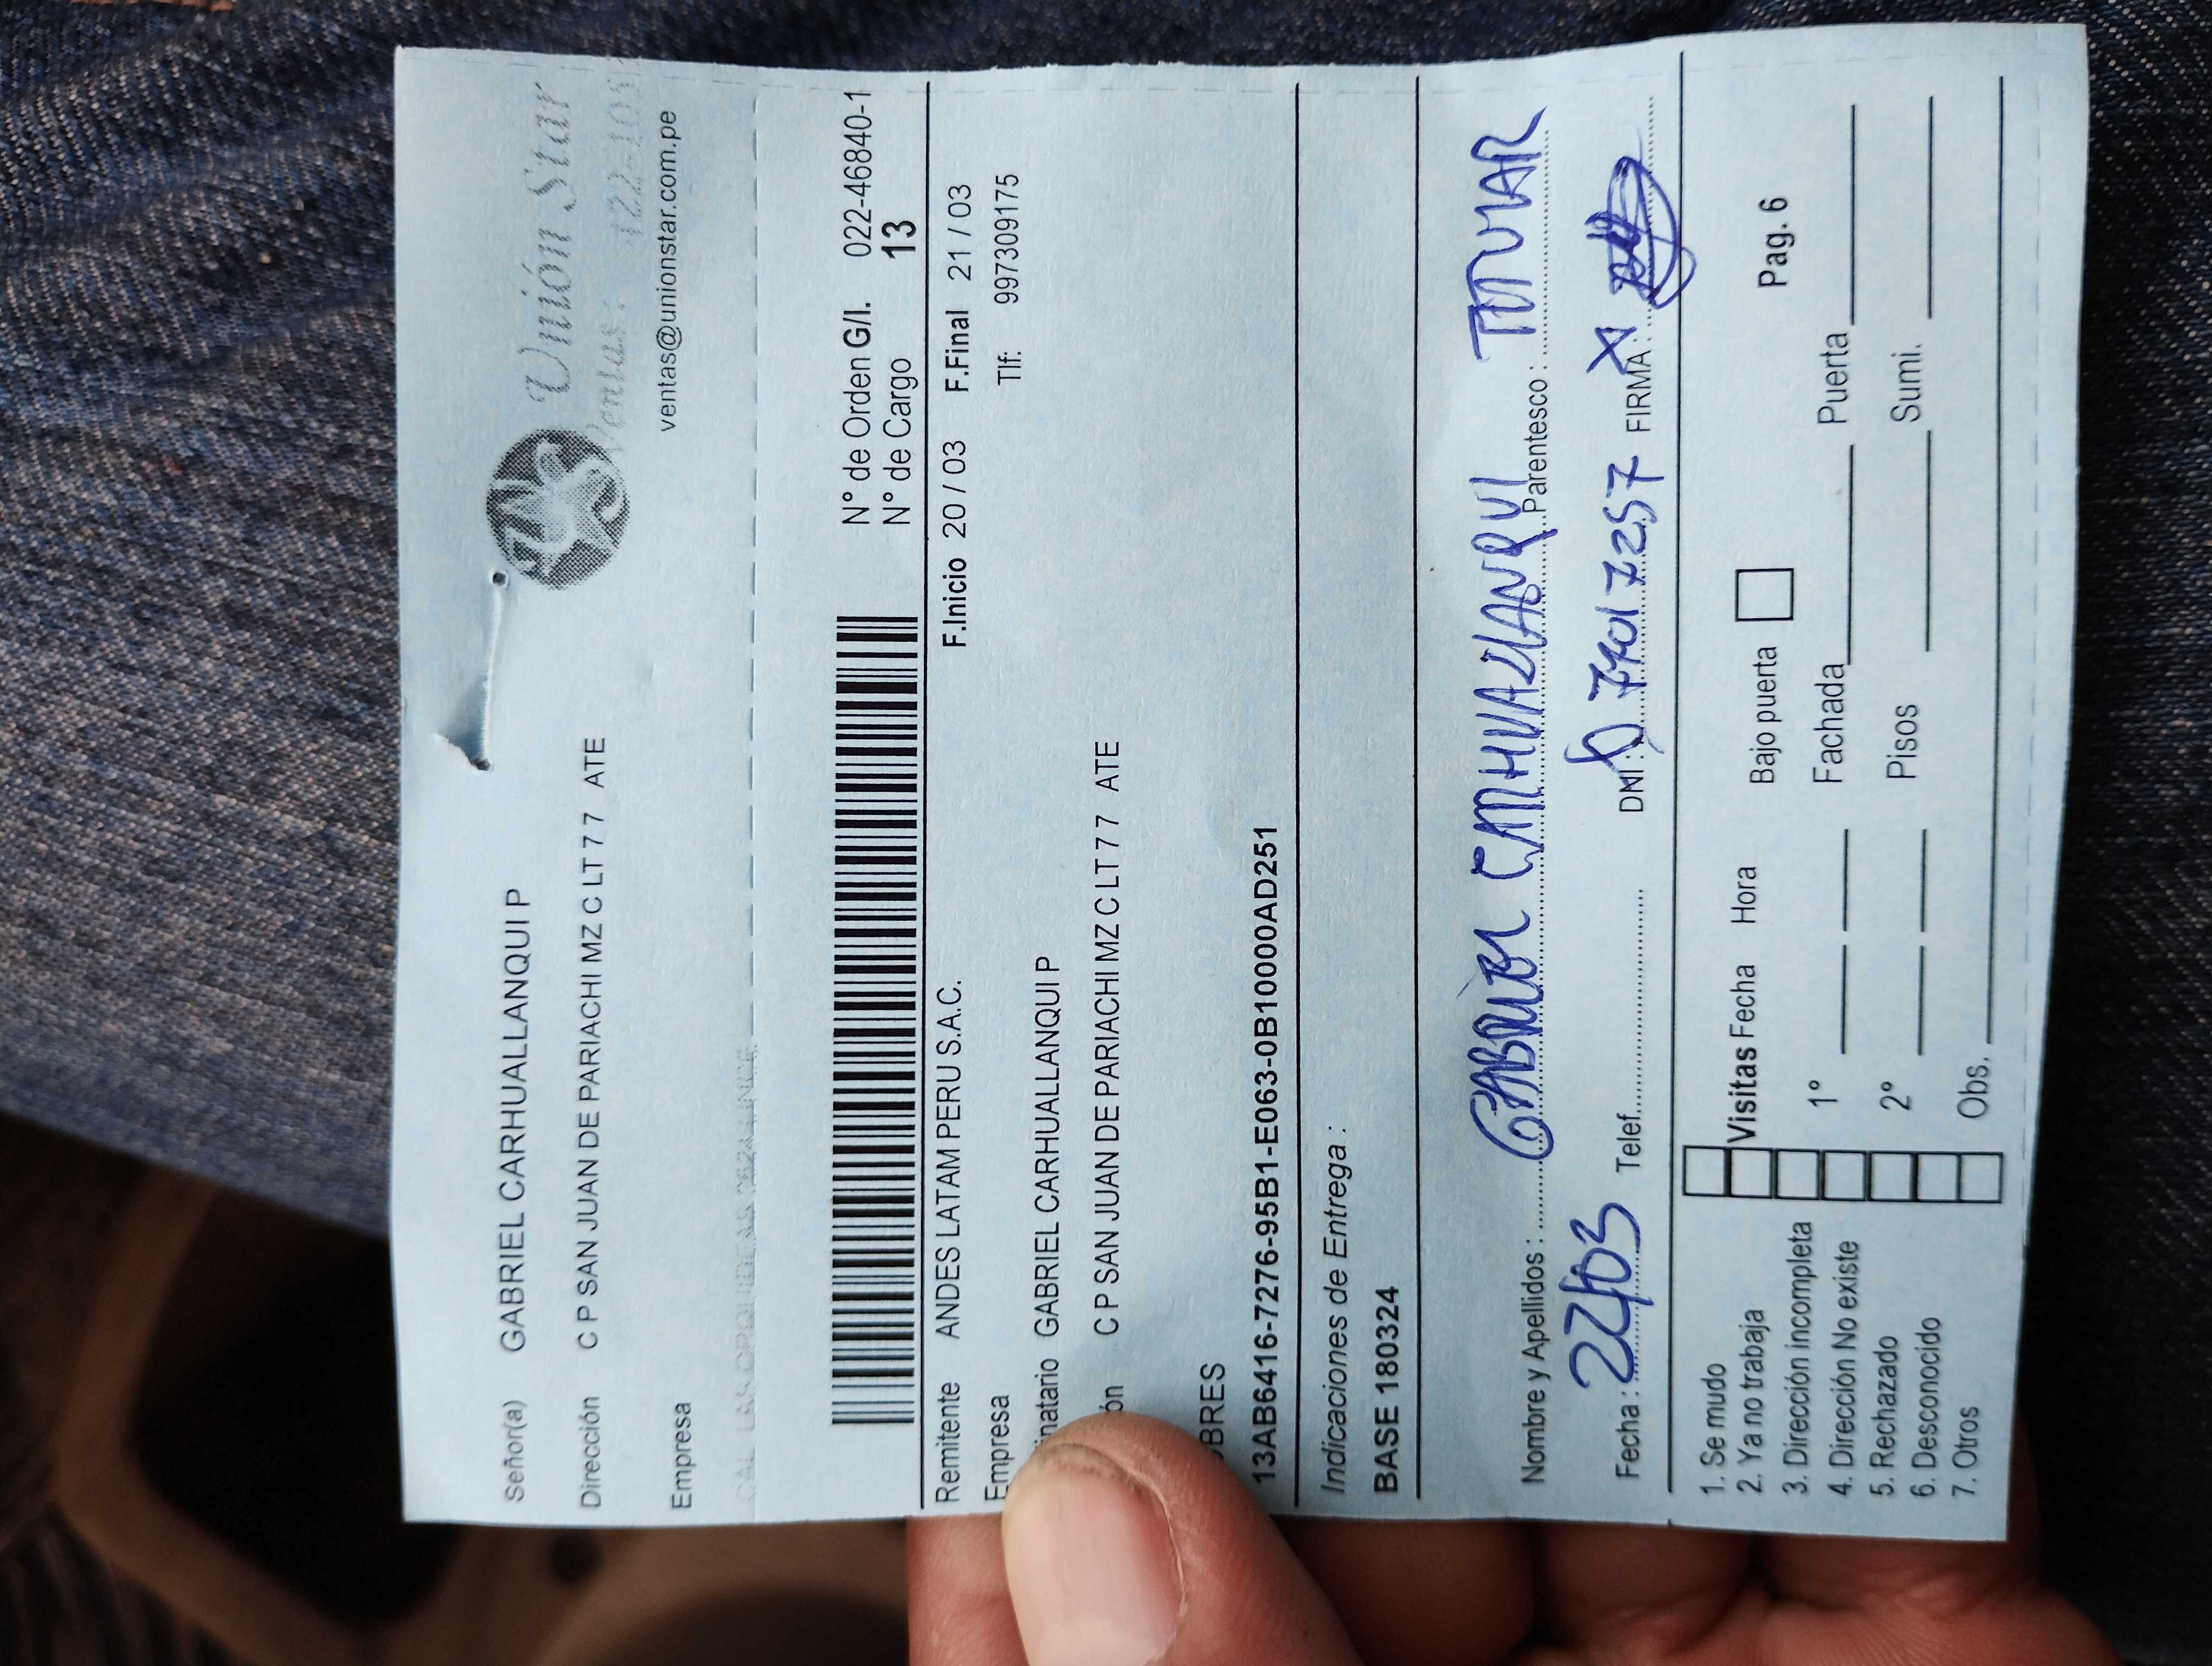 Unión Star
ventas@unionstar.com.pe
Señor(a) GABRIEL CARHUALLANQUI P
Dirección C P SAN JUAN DE PARIACHI MZ C LT 7 7 ATE
Empresa
N° de Orden G/I. 022-46840-1
N° de Cargo 13
Remitente ANDES LATAM PERU S.A.C. F.Inicio 20 / 03 F.Final 21 / 03
Empresa Tlf: 997309175
inatario GABRIEL CARHUALLANQUI P
ón C P SAN JUAN DE PARIACHI MZ C LT 7 7 ATE
OBRES
13AB6416-7276-95B1-E063-0B10000AD251
Indicaciones de Entrega :
BASE 180324
Nombre y Apellidos : GABRIEL CARHUALLANQUI Parentesco : TITULAR
Fecha : 22/03 Telef. DNI: FIRMA :
1. Se mudo
2. Ya no trabaja Visitas Fecha Hora Bajo puerta Pag. 6
3. Dirección incompleta
4. Dirección No existe 1° Fachada Puerta
5. Rechazado
6. Desconocido 2° Pisos Sumi.
7. Otros Obs.